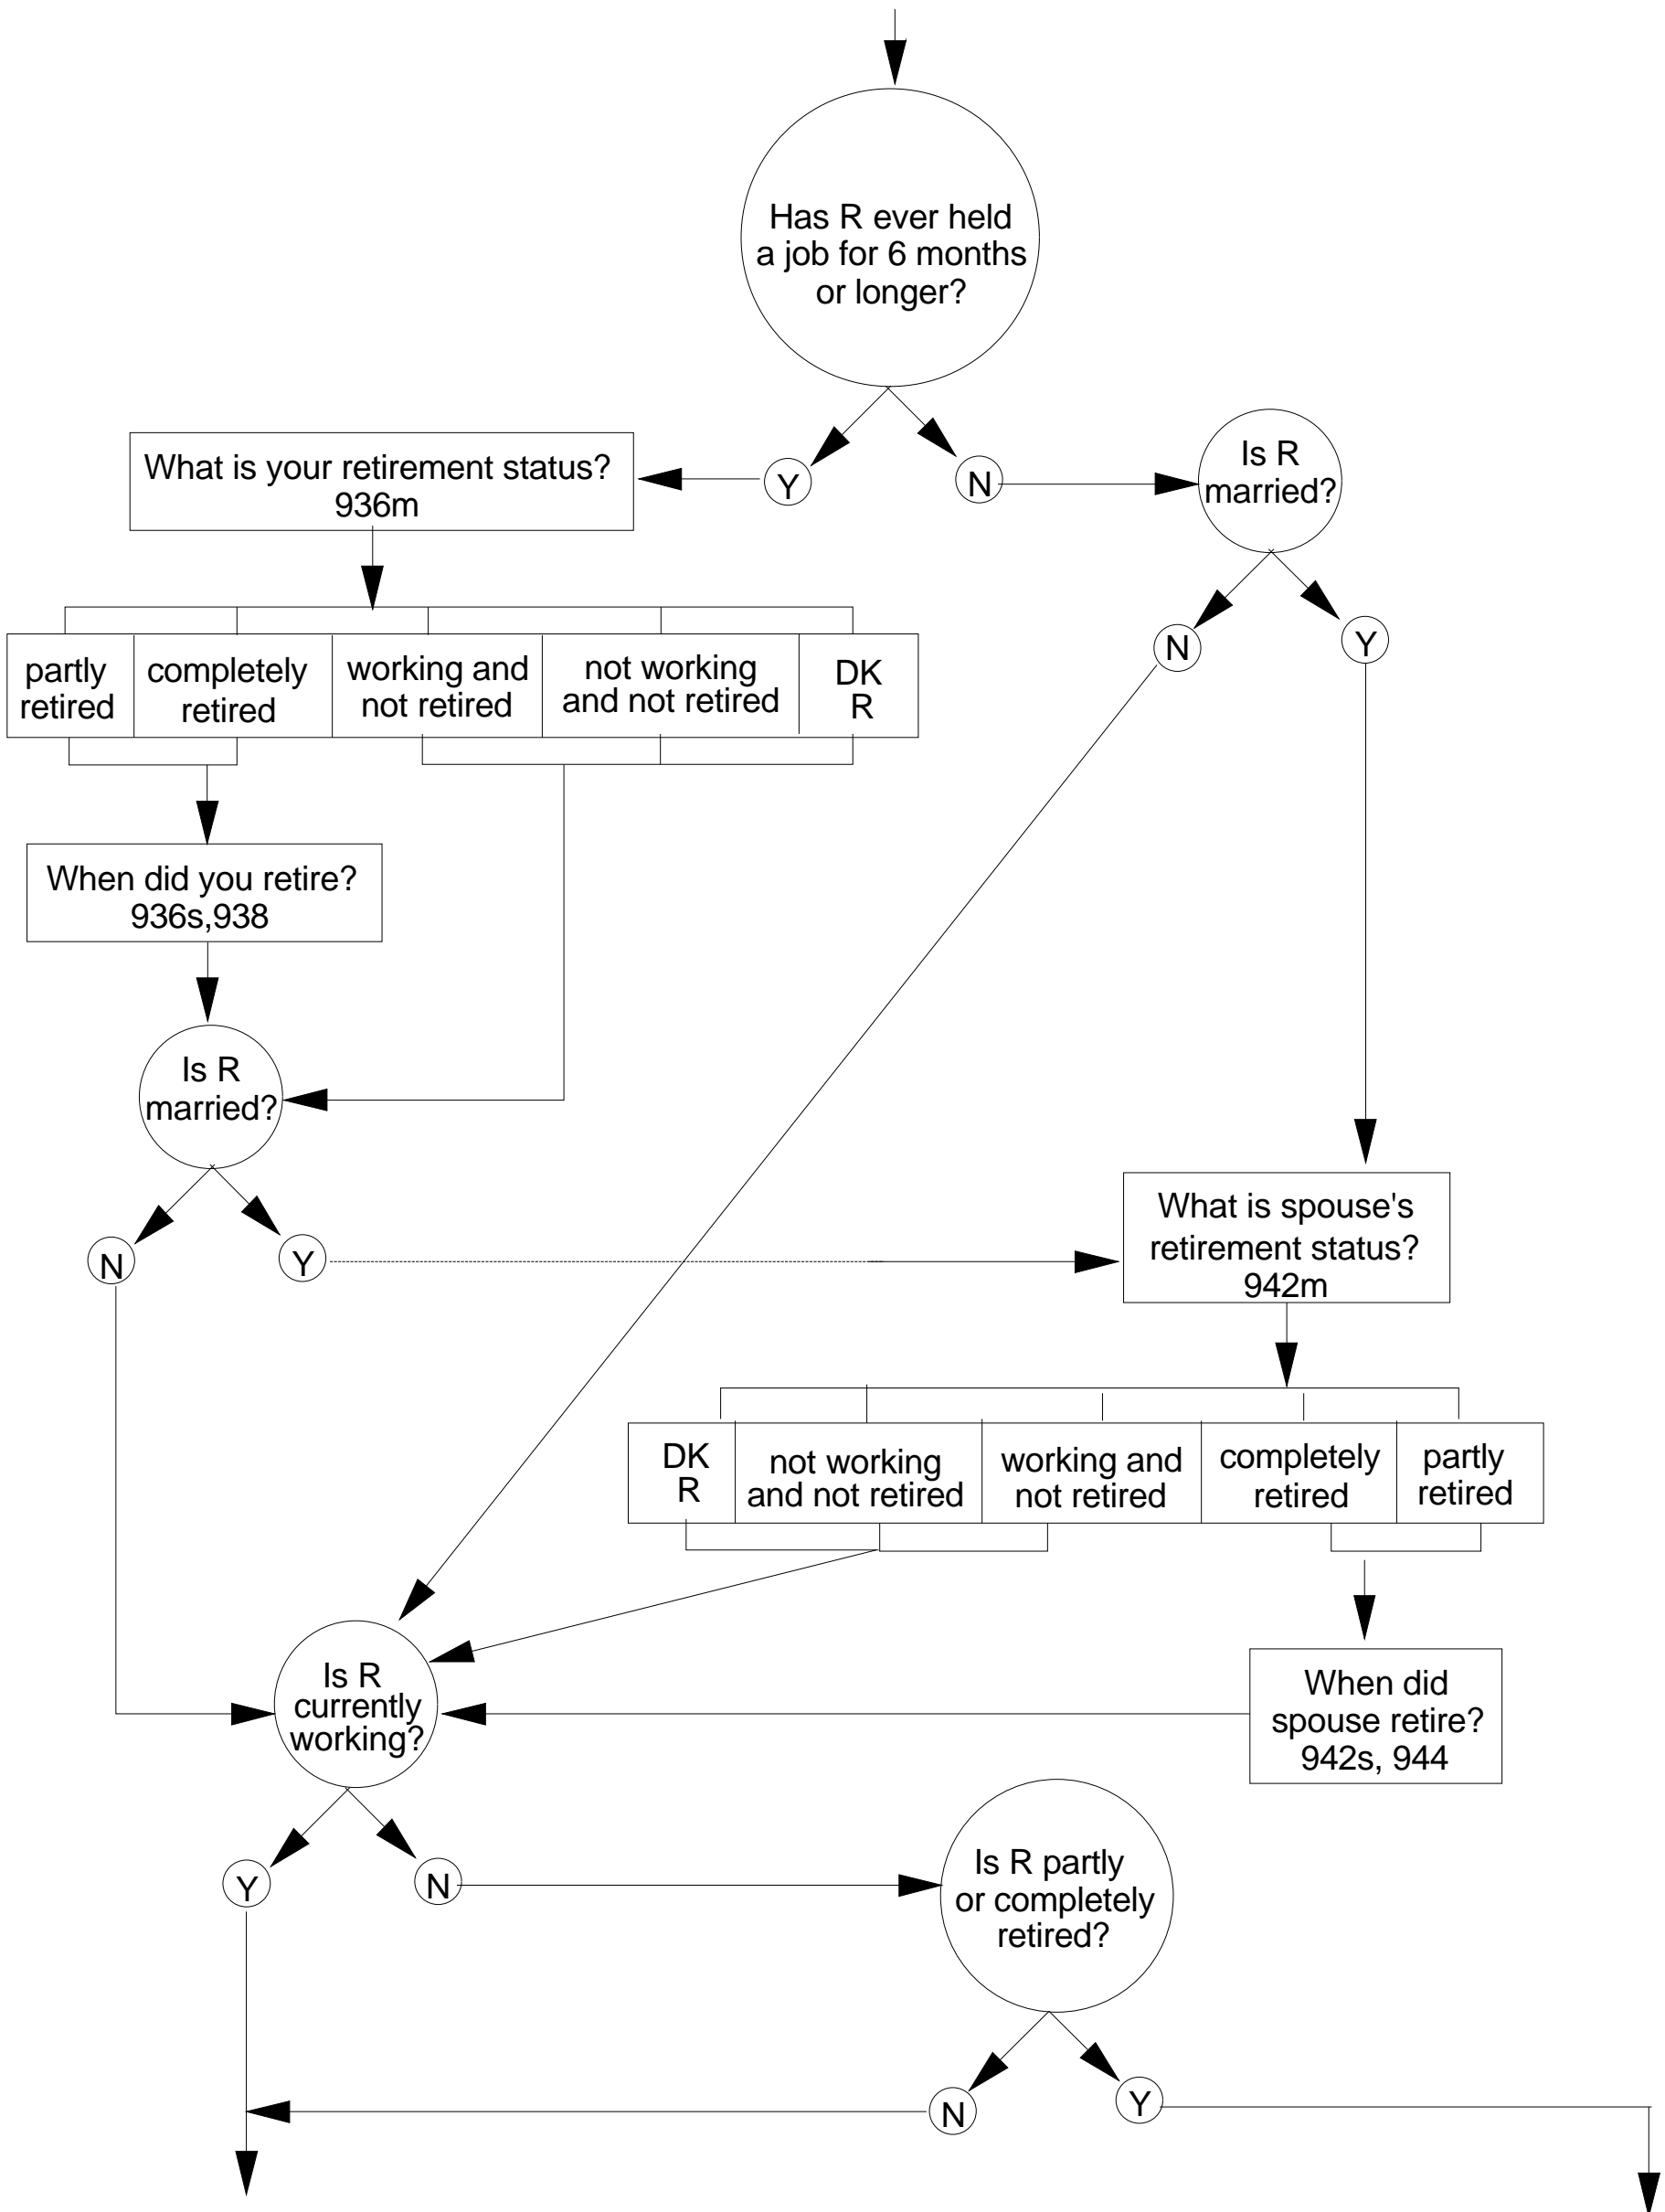 Has R ever held
a job for 6 months
or longer?
What is your retirement status?
936m
Y
N
Is R
married?
N
Y
partly
retired
completely
retired
working and
not retired
not working
and not retired
DK
R
When did you retire?
936s,938
Is R
married?
N
Y
What is spouse's
retirement status?
942m
DK
R
not working
and not retired
working and
not retired
completely
retired
partly
retired
Is R
currently
working?
When did
spouse retire?
942s, 944
Y
N
Is R partly
or completely
retired?
N
Y